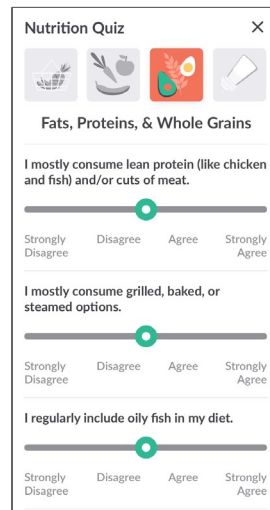 Nutrition Quiz
Fats, Proteins, & Whole Grains
I mostly consume lean protein (like chicken
and fish) and/or cuts of meat.
Strongly Disagree Disagree Agree Strongly Agree
I mostly consume grilled, baked, or
steamed options.
Strongly Disagree Disagree Agree Strongly Agree
I regularly include oily fish in my diet.
Strongly Disagree Disagree Agree Strongly Agree